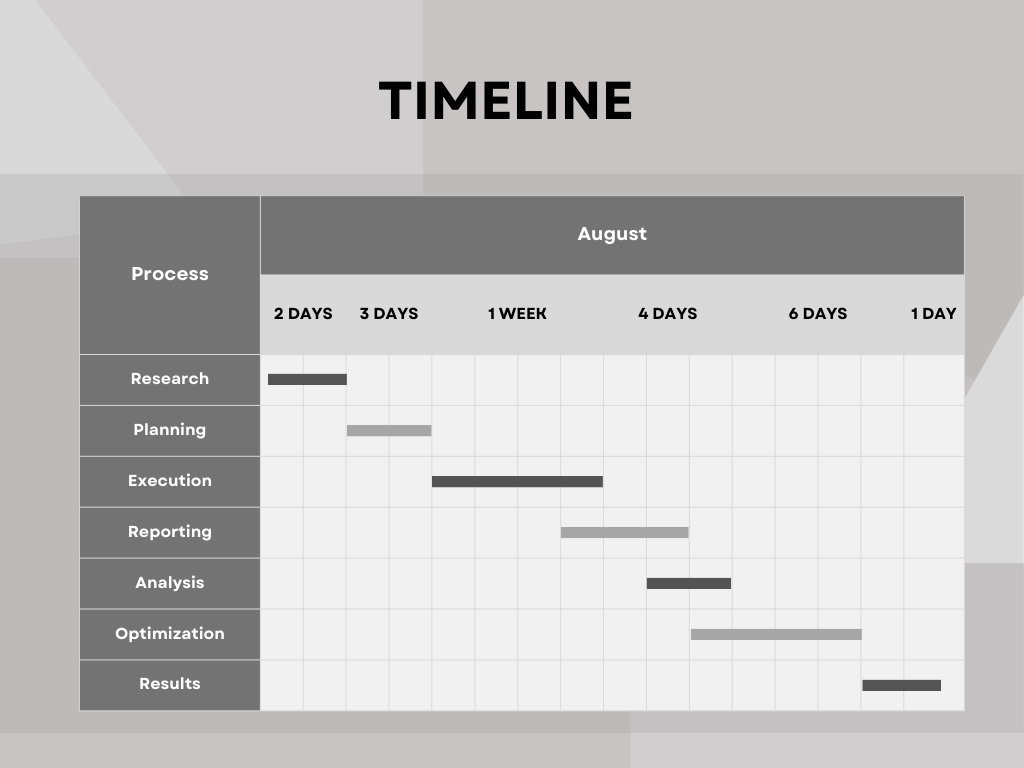 TIMELINE
Process
August
2 DAYS 3 DAYS 1 WEEK 4 DAYS 6 DAYS 1 DAY
Research
Planning
Execution
Reporting
Analysis
Optimization
Results